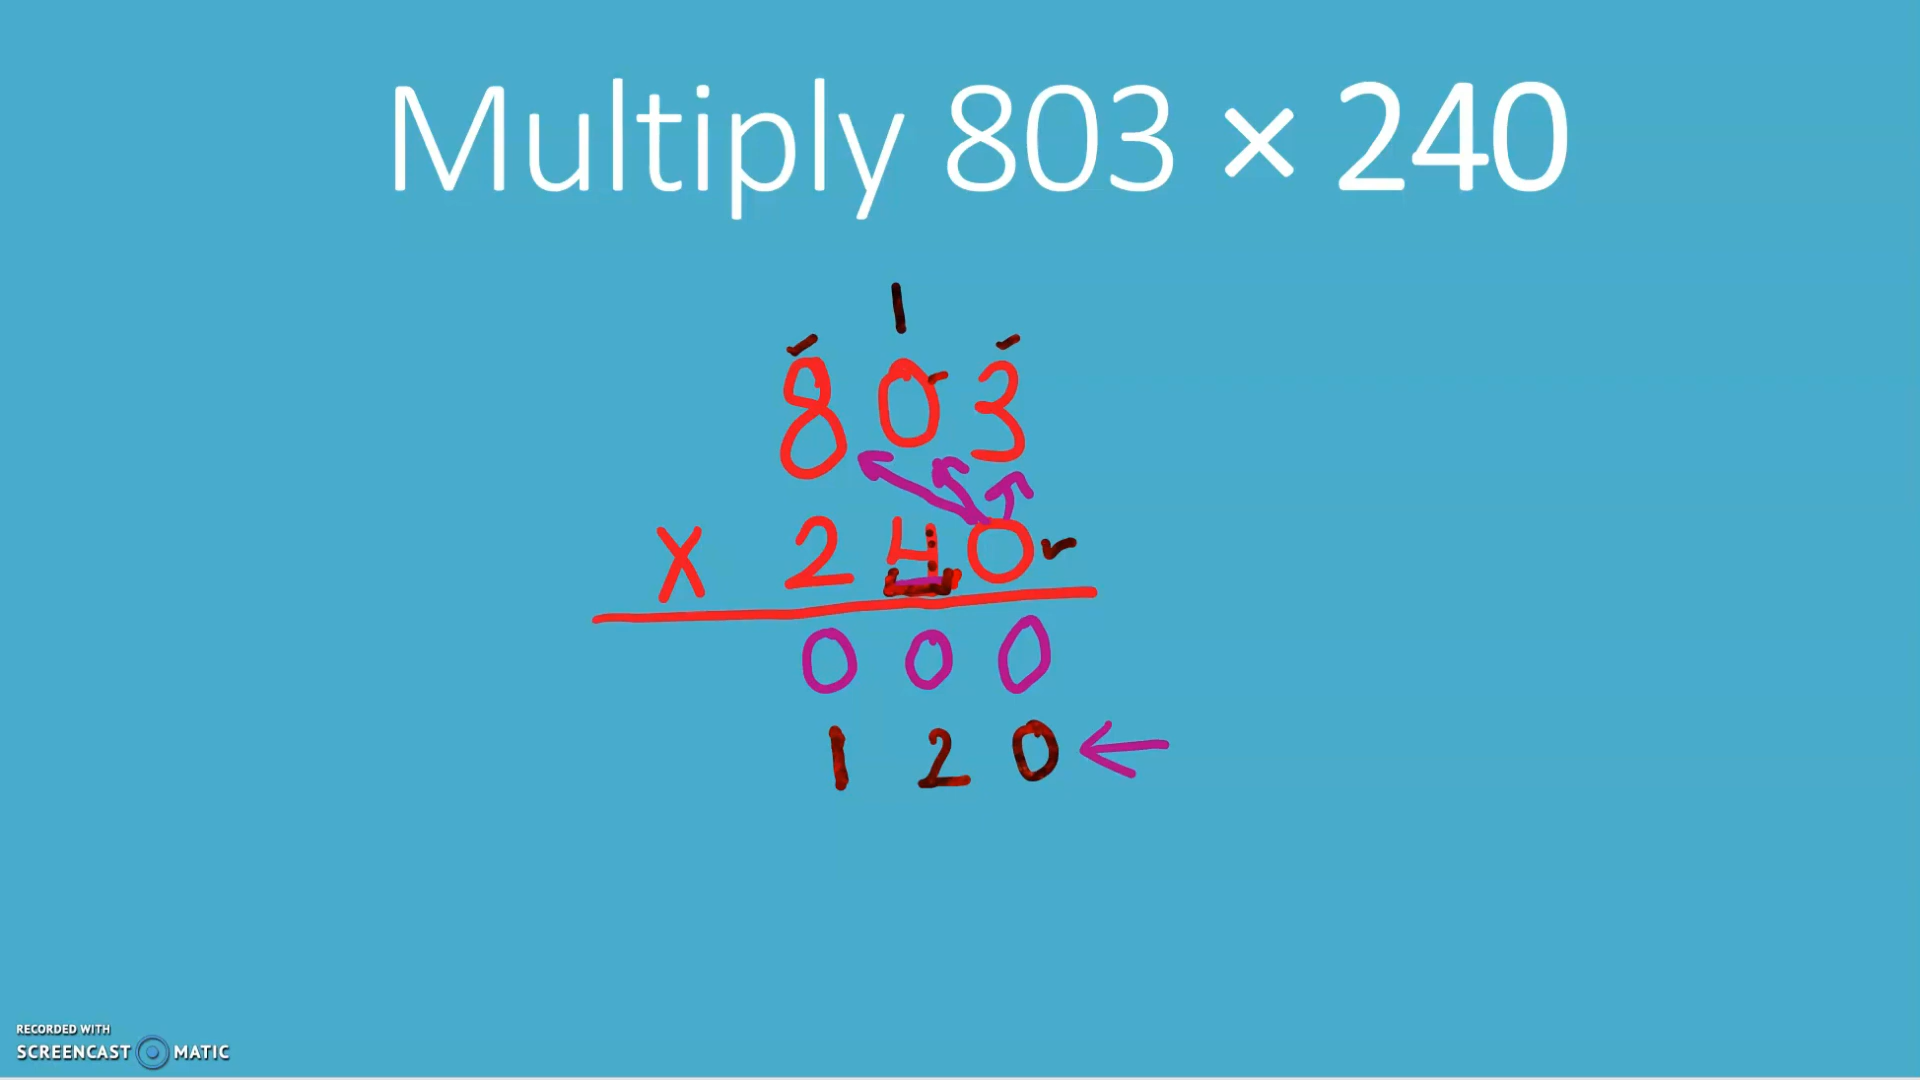 Multiply 803 × 240
1
803
x 240
000
120
RECORDED WITH
SCREENCAST MATIC